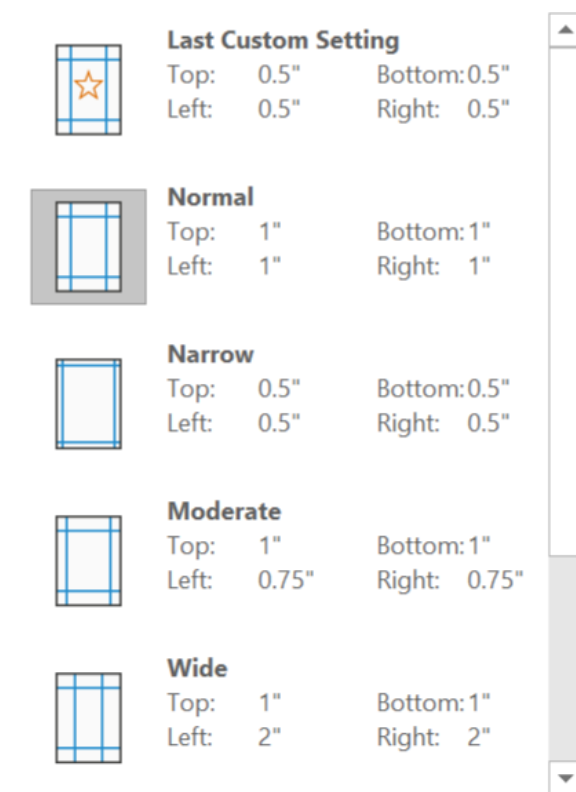 Last Custom Setting
Top: 0.5" Bottom: 0.5"
Left: 0.5" Right: 0.5"
Normal
Top: 1" Bottom: 1"
Left: 1" Right: 1"
Narrow
Top: 0.5" Bottom: 0.5"
Left: 0.5" Right: 0.5"
Moderate
Top: 1" Bottom: 1"
Left: 0.75" Right: 0.75"
Wide
Top: 1" Bottom: 1"
Left: 2" Right: 2"